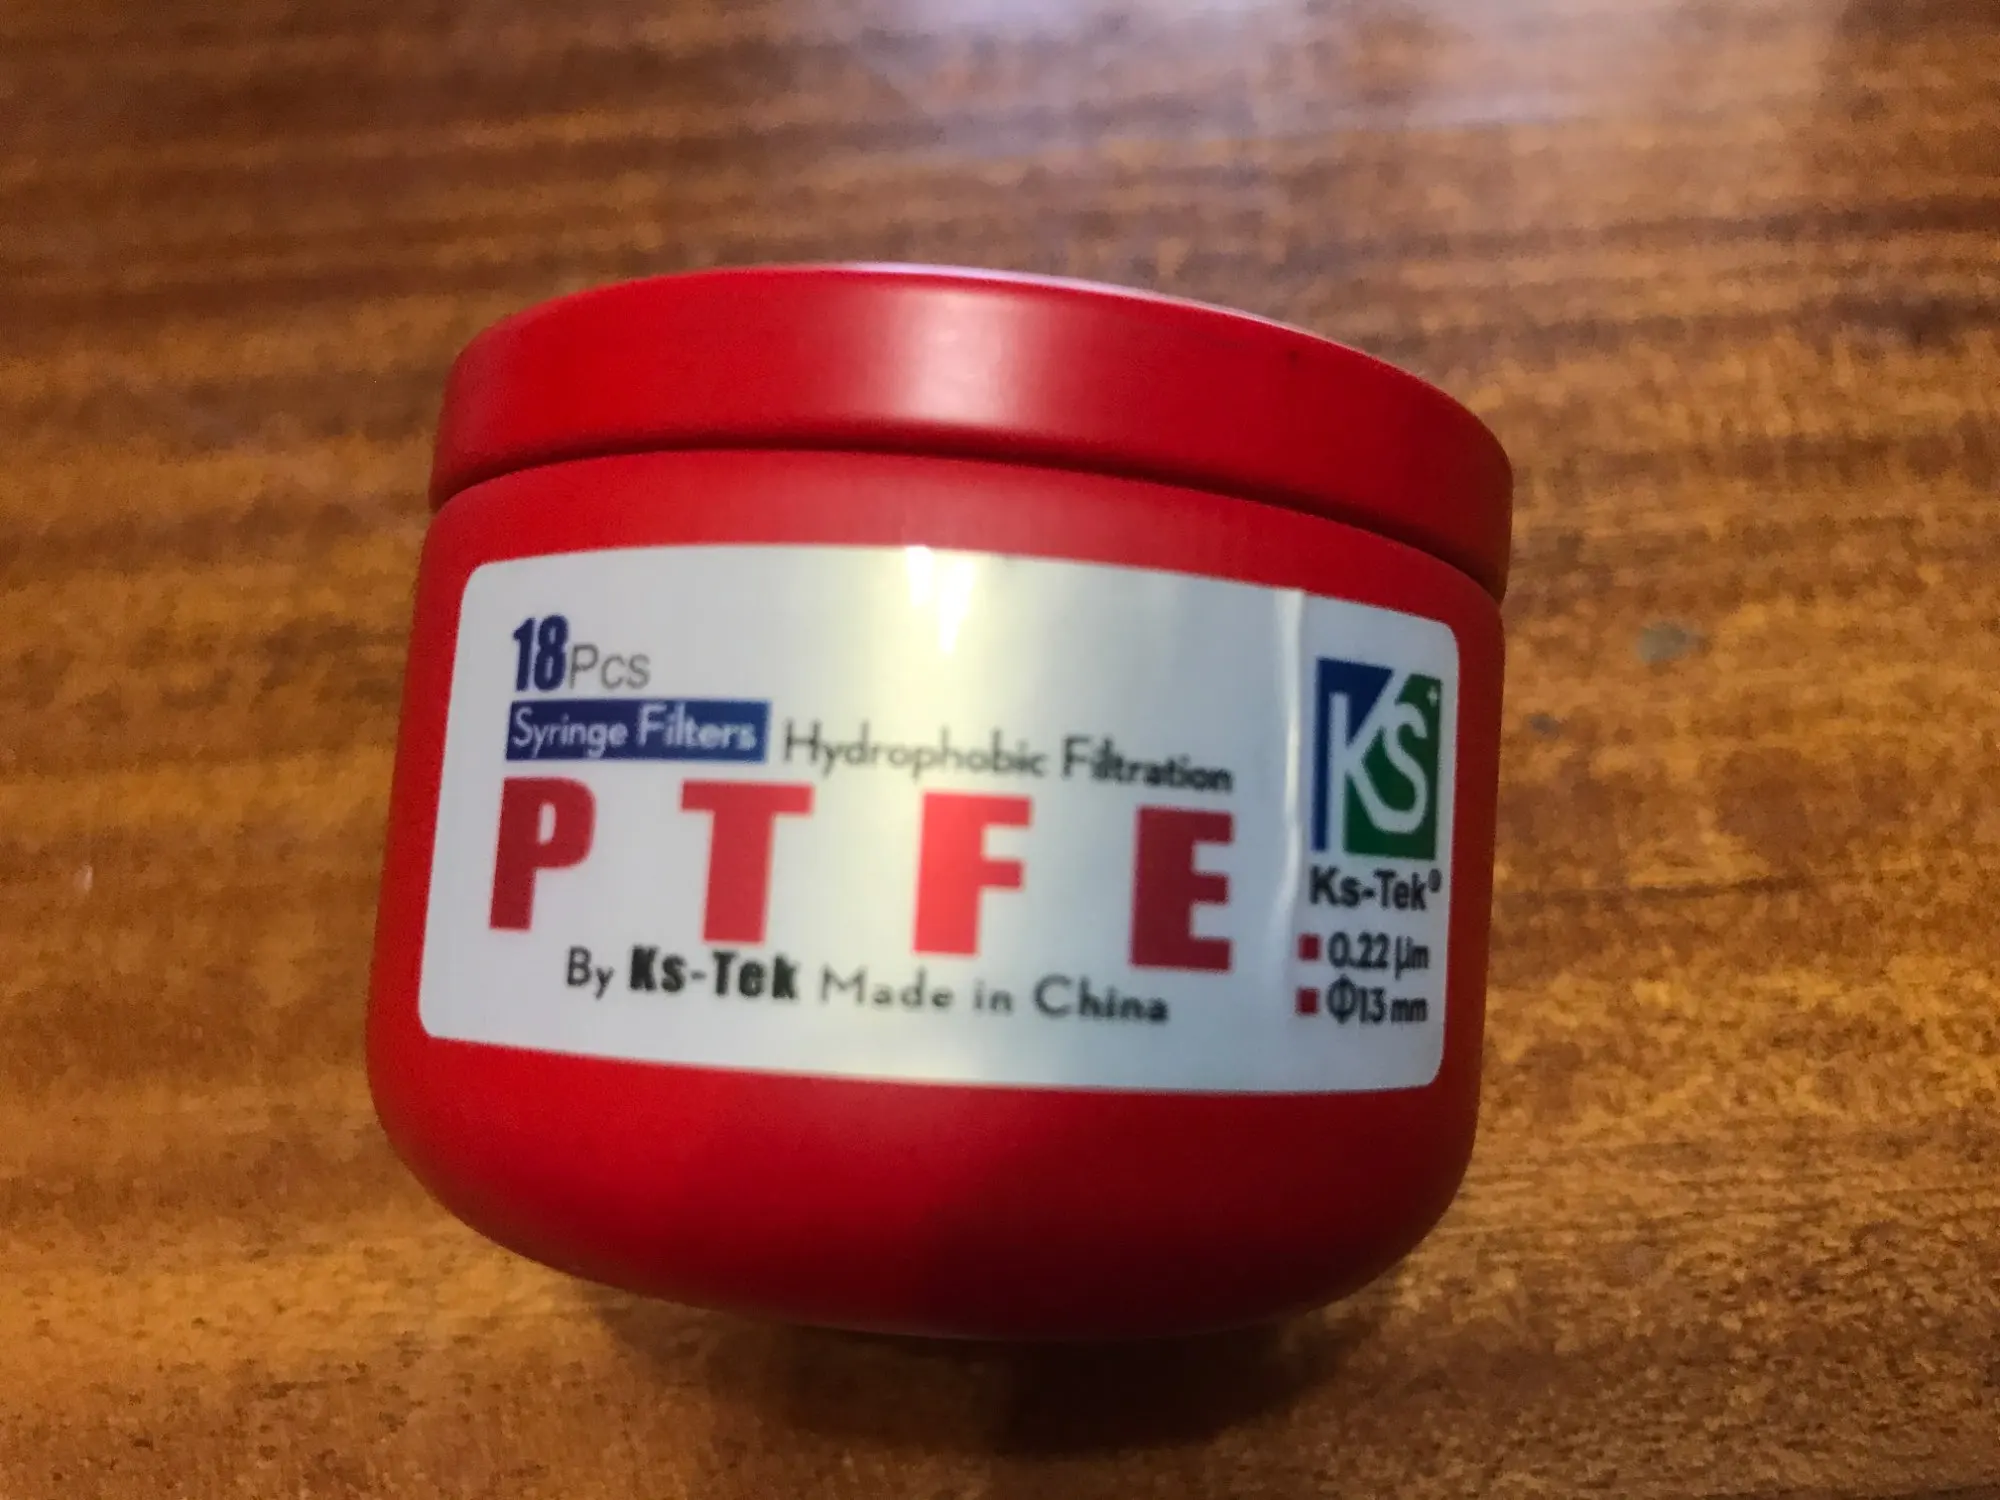 18Pcs
Syringe Filters Hydrophobic Filtration
PTFE
By Ks-Tek Made in China
KS
Ks-Tek®
0.22 μm
Φ13 mm